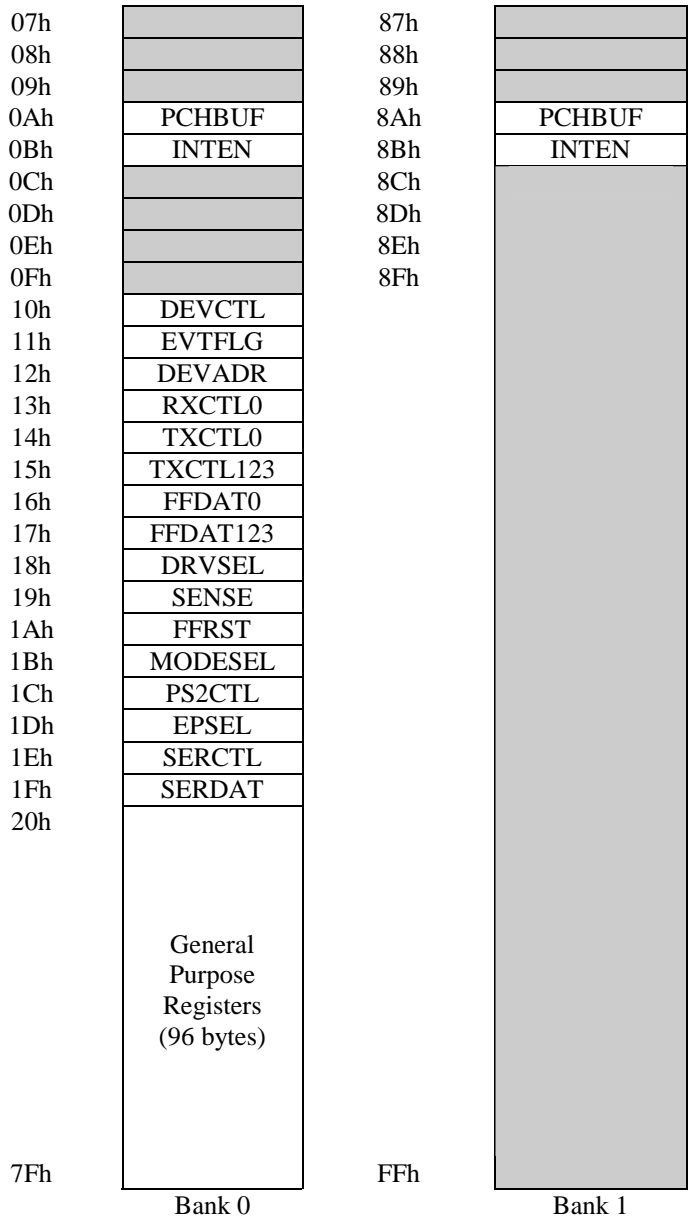 07h 87h
08h 88h
09h 89h
0Ah PCHBUF 8Ah PCHBUF
0Bh INTEN 8Bh INTEN
0Ch 8Ch
0Dh 8Dh
0Eh 8Eh
0Fh 8Fh
10h DEVCTL
11h EVTFLG
12h DEVADR
13h RXCTL0
14h TXCTL0
15h TXCTL123
16h FFDAT0
17h FFDAT123
18h DRVSEL
19h SENSE
1Ah FFRST
1Bh MODESEL
1Ch PS2CTL
1Dh EPSEL
1Eh SERCTL
1Fh SERDAT
20h
General
Purpose
Registers
(96 bytes)
7Fh FFh
Bank 0 Bank 1